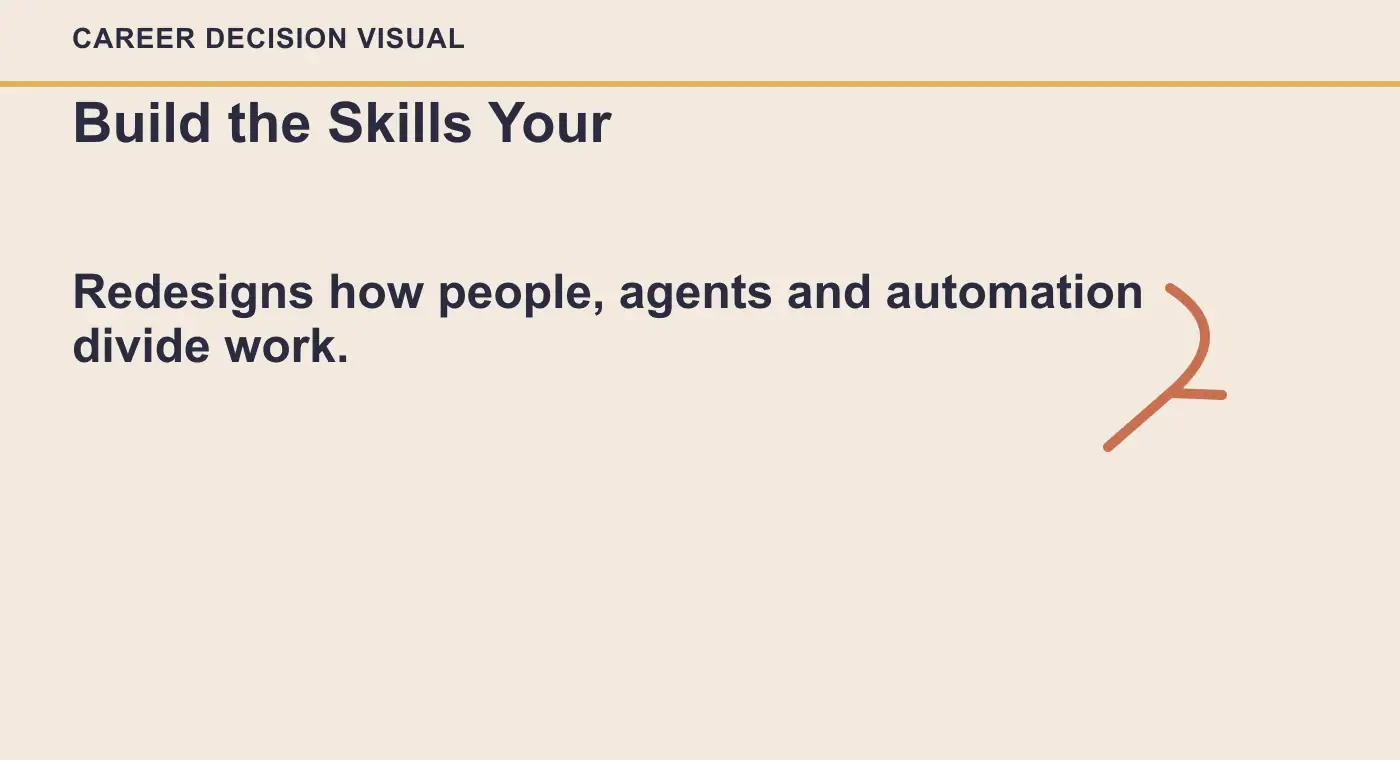 CAREER DECISION VISUAL
Build the Skills Your
Redesigns how people, agents and automation
divide work.